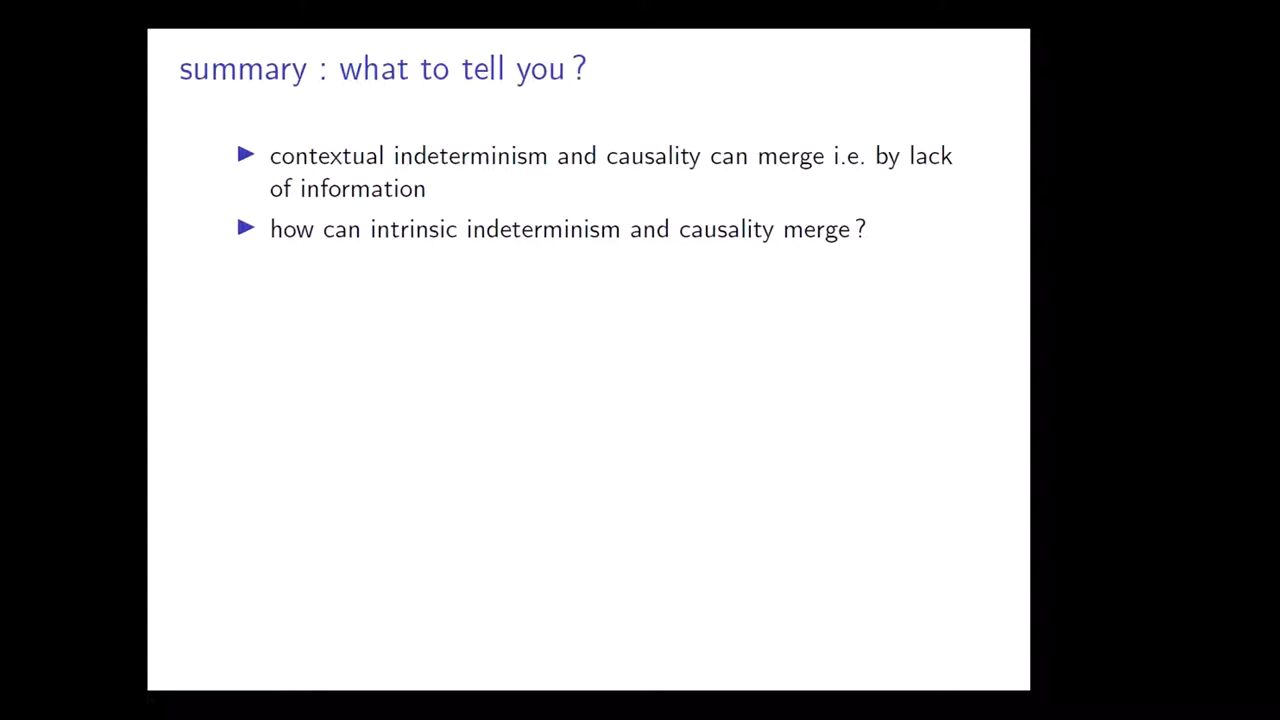 summary : what to tell you ?
▶ contextual indeterminism and causality can merge i.e. by lack
of information
▶ how can intrinsic indeterminism and causality merge ?